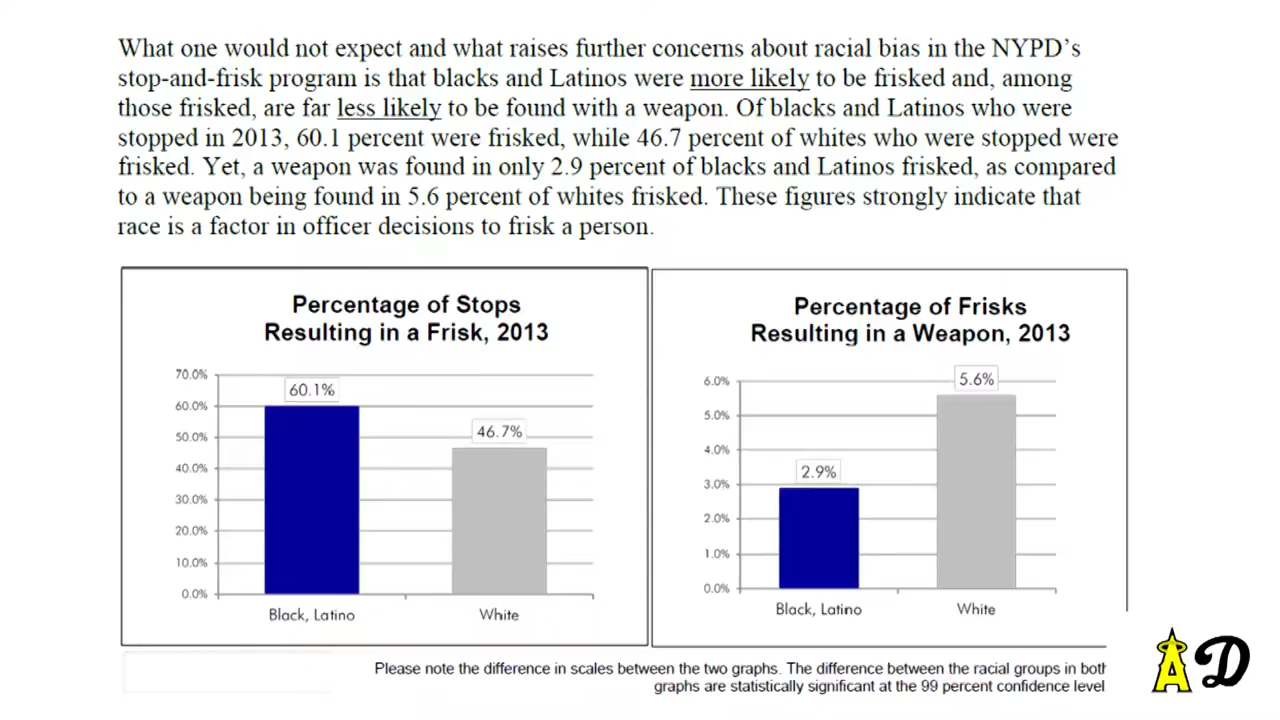 What one would not expect and what raises further concerns about racial bias in the NYPD's
stop-and-frisk program is that blacks and Latinos were more likely to be frisked and, among
those frisked, are far less likely to be found with a weapon. Of blacks and Latinos who were
stopped in 2013, 60.1 percent were frisked, while 46.7 percent of whites who were stopped were
frisked. Yet, a weapon was found in only 2.9 percent of blacks and Latinos frisked, as compared
to a weapon being found in 5.6 percent of whites frisked. These figures strongly indicate that
race is a factor in officer decisions to frisk a person.
Percentage of Stops
Resulting in a Frisk, 2013
70.0%
60.0%
50.0%
40.0%
30.0%
20.0%
10.0%
0.0%
60.1%
46.7%
Black, Latino
White
Percentage of Frisks
Resulting in a Weapon, 2013
6.0%
5.0%
4.0%
3.0%
2.0%
1.0%
0.0%
2.9%
5.6%
Black, Latino
White
Please note the difference in scales between the two graphs. The difference between the racial groups in both
graphs are statistically significant at the 99 percent confidence level
A D